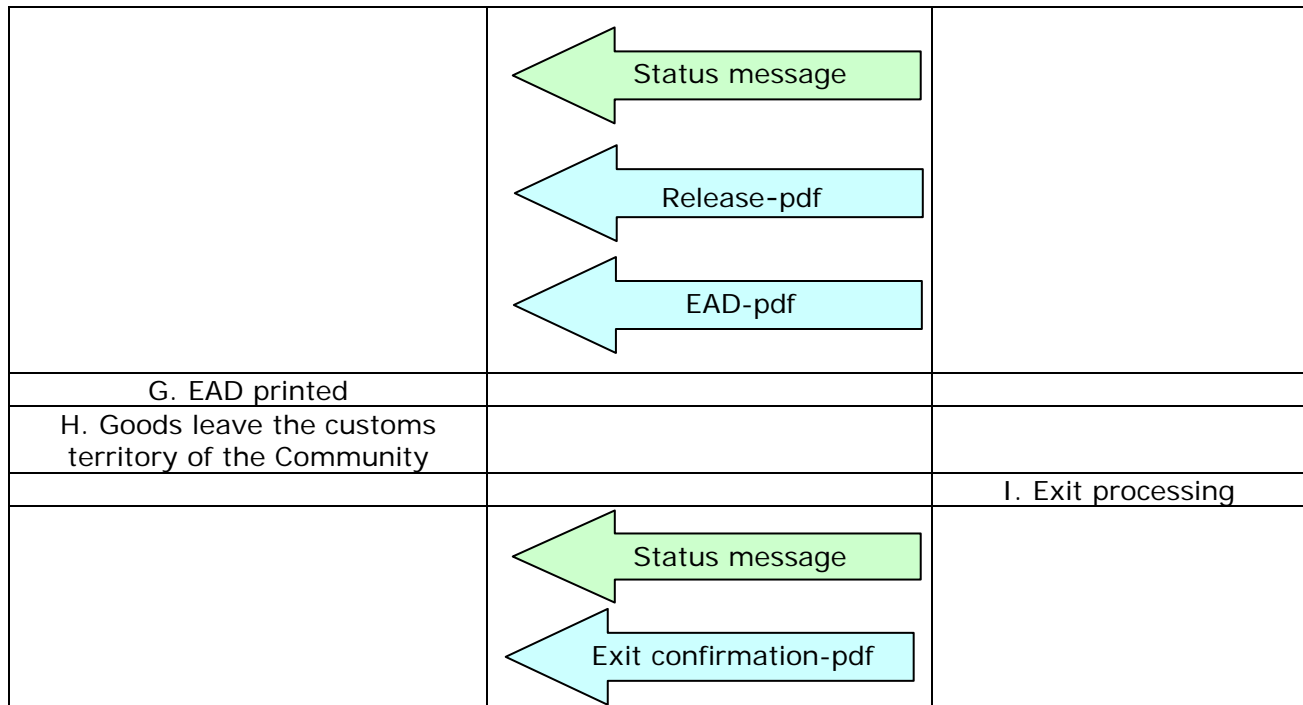 Status message
Release-pdf
EAD-pdf
G. EAD printed
H. Goods leave the customs
territory of the Community
I. Exit processing
Status message
Exit confirmation-pdf